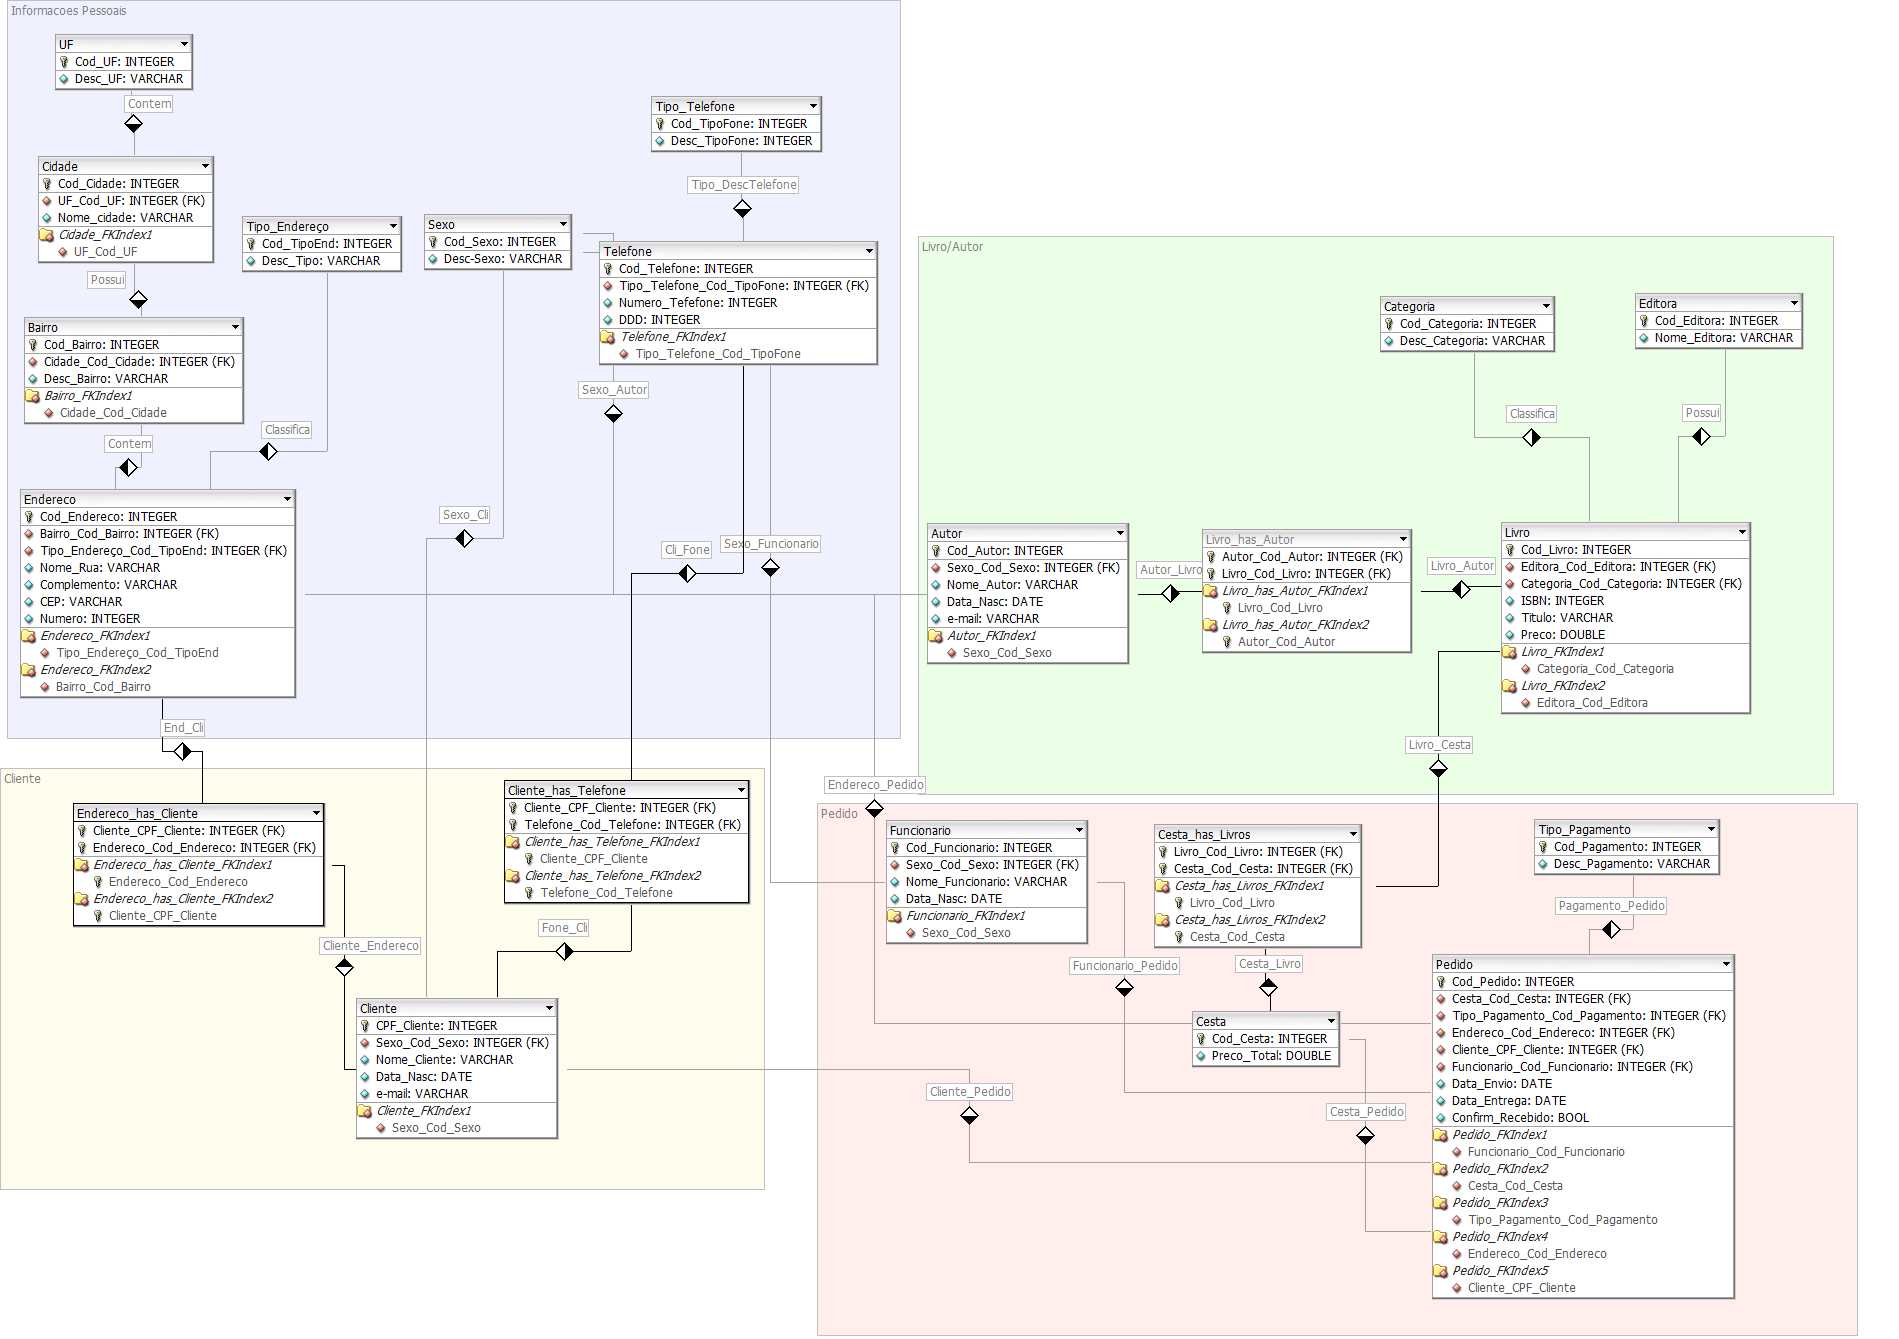 Informacoes Pessoais
UF
Cod_UF: INTEGER
Desc_UF: VARCHAR
Contem
Cidade
Cod_Cidade: INTEGER
UF_Cod_UF: INTEGER (FK)
Nome_cidade: VARCHAR
Cidade_FKIndex1
UF_Cod_UF
Possui
Bairro
Cod_Bairro: INTEGER
Cidade_Cod_Cidade: INTEGER (FK)
Desc_Bairro: VARCHAR
Bairro_FKIndex1
Cidade_Cod_Cidade
Contem
Tipo_Endereço
Cod_TipoEnd: INTEGER
Desc_Tipo: VARCHAR
Classifica
Sexo
Cod_Sexo: INTEGER
Desc-Sexo: VARCHAR
Tipo_Telefone
Cod_TipoFone: INTEGER
Desc_TipoFone: INTEGER
Tipo_DescTelefone
Telefone
Cod_Telefone: INTEGER
Tipo_Telefone_Cod_TipoFone: INTEGER (FK)
Numero_Tefefone: INTEGER
DDD: INTEGER
Telefone_FKIndex1
Tipo_Telefone_Cod_TipoFone
Sexo_Autor
Sexo_Cli
Cli_Fone
Sexo_Funcionario
Endereco
Cod_Endereco: INTEGER
Bairro_Cod_Bairro: INTEGER (FK)
Tipo_Endereço_Cod_TipoEnd: INTEGER (FK)
Nome_Rua: VARCHAR
Complemento: VARCHAR
CEP: VARCHAR
Numero: INTEGER
Endereco_FKIndex1
Tipo_Endereço_Cod_TipoEnd
Endereco_FKIndex2
Bairro_Cod_Bairro
End_Cli
Livro/Autor
Categoria
Cod_Categoria: INTEGER
Desc_Categoria: VARCHAR
Classifica
Editora
Cod_Editora: INTEGER
Nome_Editora: VARCHAR
Possui
Autor
Cod_Autor: INTEGER
Sexo_Cod_Sexo: INTEGER (FK)
Nome_Autor: VARCHAR
Data_Nasc: DATE
e-mail: VARCHAR
Autor_FKIndex1
Sexo_Cod_Sexo
Autor_Livro
Livro_has_Autor
Autor_Cod_Autor: INTEGER (FK)
Livro_Cod_Livro: INTEGER (FK)
Livro_has_Autor_FKIndex1
Livro_Cod_Livro
Livro_has_Autor_FKIndex2
Autor_Cod_Autor
Livro_Autor
Livro
Cod_Livro: INTEGER
Editora_Cod_Editora: INTEGER (FK)
Categoria_Cod_Categoria: INTEGER (FK)
ISBN: INTEGER
Titulo: VARCHAR
Preco: DOUBLE
Livro_FKIndex1
Categoria_Cod_Categoria
Livro_FKIndex2
Editora_Cod_Editora
Livro_Cesta
Endereco_Pedido
Cliente
Endereco_has_Cliente
Cliente_CPF_Cliente: INTEGER (FK)
Endereco_Cod_Endereco: INTEGER (FK)
Endereco_has_Cliente_FKIndex1
Endereco_Cod_Endereco
Endereco_has_Cliente_FKIndex2
Cliente_CPF_Cliente
Cliente_Endereco
Cliente_has_Telefone
Cliente_CPF_Cliente: INTEGER (FK)
Telefone_Cod_Telefone: INTEGER (FK)
Cliente_has_Telefone_FKIndex1
Cliente_CPF_Cliente
Cliente_has_Telefone_FKIndex2
Telefone_Cod_Telefone
Fone_Cli
Cliente
CPF_Cliente: INTEGER
Sexo_Cod_Sexo: INTEGER (FK)
Nome_Cliente: VARCHAR
Data_Nasc: DATE
e-mail: VARCHAR
Cliente_FKIndex1
Sexo_Cod_Sexo
Pedido
Funcionario
Cod_Funcionario: INTEGER
Sexo_Cod_Sexo: INTEGER (FK)
Nome_Funcionario: VARCHAR
Data_Nasc: DATE
Funcionario_FKIndex1
Sexo_Cod_Sexo
Funcionario_Pedido
Cesta_has_Livros
Livro_Cod_Livro: INTEGER (FK)
Cesta_Cod_Cesta: INTEGER (FK)
Cesta_has_Livros_FKIndex1
Livro_Cod_Livro
Cesta_has_Livros_FKIndex2
Cesta_Cod_Cesta
Cesta_Livro
Cesta
Cod_Cesta: INTEGER
Preco_Total: DOUBLE
Cliente_Pedido
Cesta_Pedido
Tipo_Pagamento
Cod_Pagamento: INTEGER
Desc_Pagamento: VARCHAR
Pagamento_Pedido
Pedido
Cod_Pedido: INTEGER
Cesta_Cod_Cesta: INTEGER (FK)
Tipo_Pagamento_Cod_Pagamento: INTEGER (FK)
Endereco_Cod_Endereco: INTEGER (FK)
Cliente_CPF_Cliente: INTEGER (FK)
Funcionario_Cod_Funcionario: INTEGER (FK)
Data_Envio: DATE
Data_Entrega: DATE
Confirm_Recebido: BOOL
Pedido_FKIndex1
Funcionario_Cod_Funcionario
Pedido_FKIndex2
Cesta_Cod_Cesta
Pedido_FKIndex3
Tipo_Pagamento_Cod_Pagamento
Pedido_FKIndex4
Endereco_Cod_Endereco
Pedido_FKIndex5
Cliente_CPF_Cliente